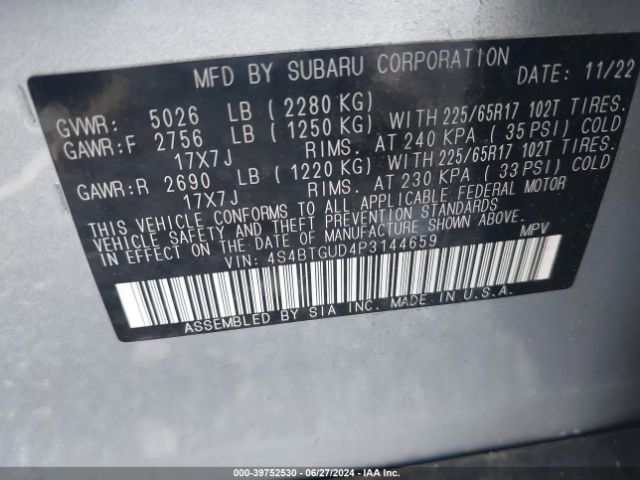 MFD BY SUBARU CORPORATION DATE: 11/22
GVWR: 5026 LB ( 2280 KG)
GAWR:F 2756 LB ( 1250 KG) WITH 225/65R17 102T TIRES.
17X7J RIMS. AT 240 KPA ( 35 PSI) COLD
GAWR:R 2690 LB ( 1220 KG) WITH 225/65R17 102T TIRES.
17X7J RIMS. AT 230 KPA ( 33 PSI) COLD
THIS VEHICLE CONFORMS TO ALL APPLICABLE FEDERAL MOTOR
VEHICLE SAFETY AND THEFT PREVENTION STANDARDS
IN EFFECT ON THE DATE OF MANUFACTURE SHOWN ABOVE.
VIN: 4S4BTGUD4P3144659 MPV
ASSEMBLED BY SIA INC. MADE IN U.S.A.
000-39752530 - 06/27/2024 - IAA Inc.